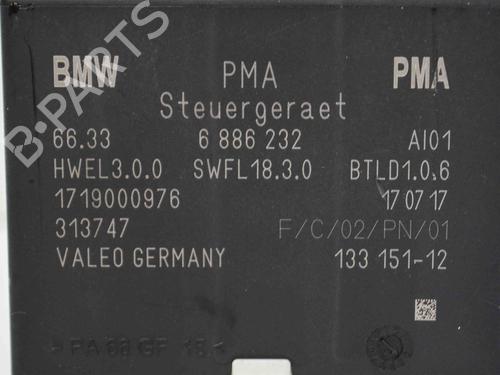 BMW PMA PMA
Steuergeraet
66.33 6 886 232 AI01
HWEL3.0.0 SWFL18.3.0 BTLD1.0.6
1719000976 17 07 17
313747 F/C/02/PN/01
VALEO GERMANY 133 151-12
B-PARTS